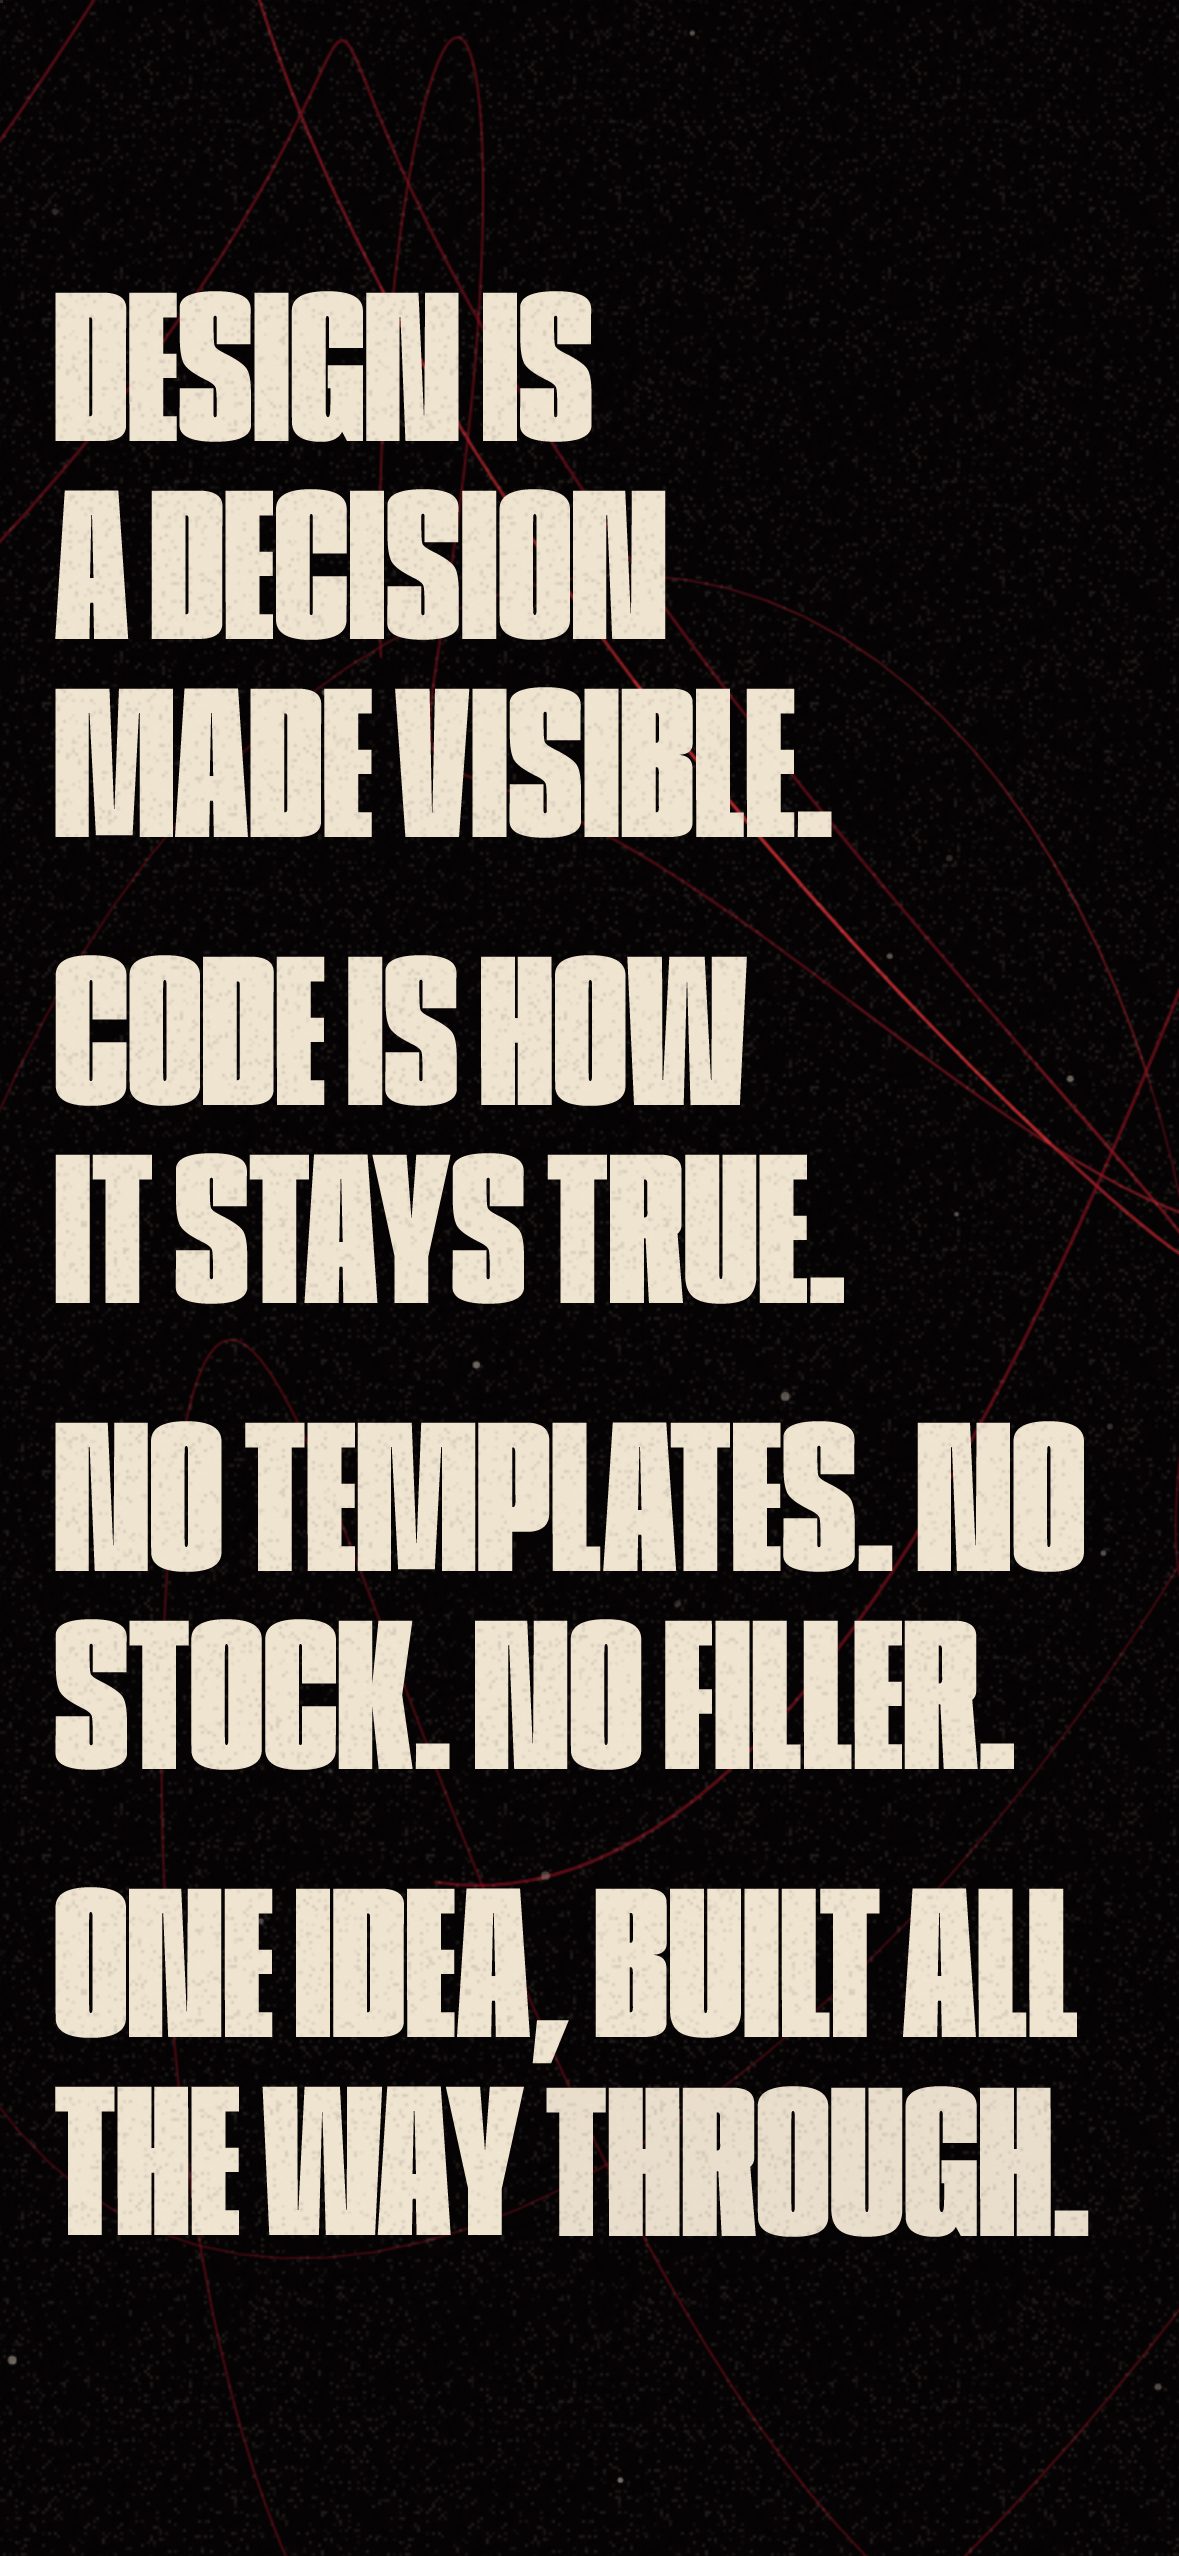 DESIGN IS
A DECISION
MADE VISIBLE.
CODE IS HOW
IT STAYS TRUE.
NO TEMPLATES. NO
STOCK. NO FILLER.
ONE IDEA, BUILT ALL
THE WAY THROUGH.